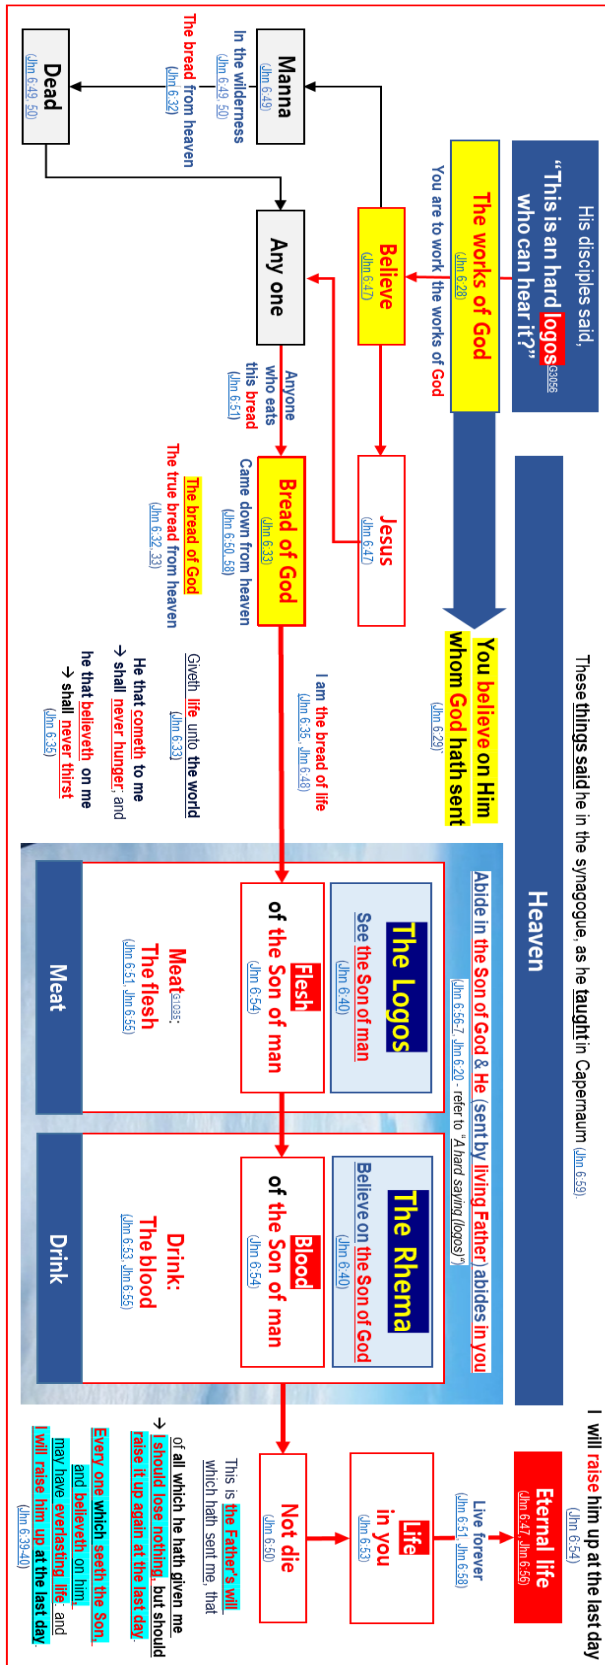 These things said he in the synagogue, as he taught in Capernaum (Jhn 6:59).
I will raise him up at the last day
(Jhn 6:54)
His disciples said,
“This is an hard logosG3056
who can hear it?”
Heaven
Eternal life
(Jhn 6:47, Jhn 6:56)
The works of God
(Jhn 6:28)
You are to work the works of God
You believe on Him
whom God hath sent
(Jhn 6:29)
Abide in the Son of God & He (sent by living Father) abides in you
(Jhn 6:56-7, Jhn 6:20 - refer to “A hard saying (logos)”)
Live forever
(Jhn 6:51, Jhn 6:58)
Believe
(Jhn 6:47)
Jesus
(Jhn 6:47)
The Logos
See the Son of man
(Jhn 6:40)
The Rhema
Believe on the Son of God
(Jhn 6:40)
Life
in you
(Jhn 6:53)
Manna
(Jhn 6:49)
In the wilderness
(Jhn 6:49, 50)
The bread from heaven
(Jhn 6:32)
Dead
(Jhn 6:49, 50)
Any one
Anyone
who eats
this bread
(Jhn 6:51)
Bread of God
(Jhn 6:33)
Came down from heaven
(Jhn 6:50, 58)
The bread of God
The true bread from heaven
(Jhn 6:32, 33)
I am the bread of life
(Jhn 6:35, Jhn 6:48)
Giveth life unto the world
(Jhn 6:33)
He that cometh to me
→ shall never hunger; and
he that believeth on me
→ shall never thirst
(Jhn 6:35)
Flesh
of the Son of man
(Jhn 6:54)
Meat G1035:
The flesh
(Jhn 6:51, Jhn 6:55)
Meat
Blood
of the Son of man
(Jhn 6:54)
Drink:
The blood
(Jhn 6:53, Jhn 6:55)
Drink
Not die
(Jhn 6:50)
This is the Father’s will
which hath sent me, that
of all which he hath given me
→ I should lose nothing, but should
raise it up again at the last day.
Every one which seeth the Son,
and believeth on him,
may have everlasting life: and
I will raise him up at the last day.
(Jhn 6:39-40)